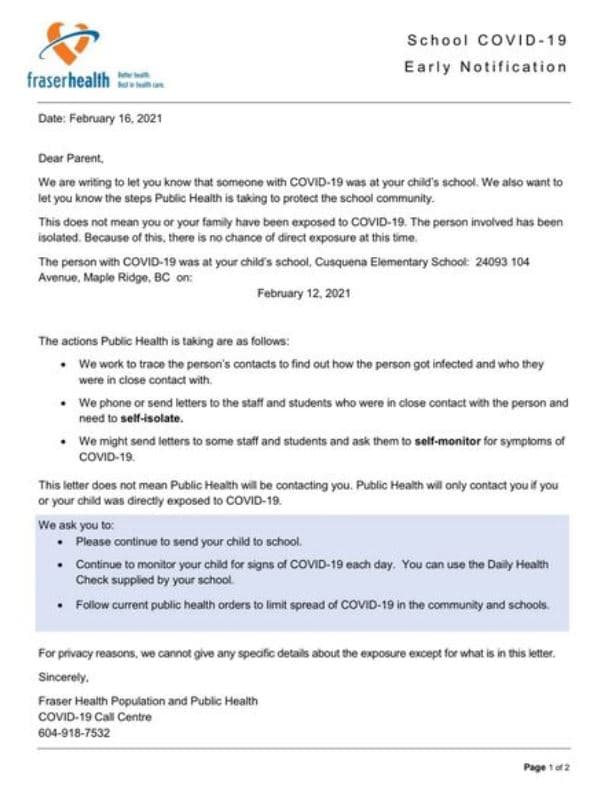 School COVID-19
Early Notification
fraserhealth
Better health.
Best in health care.
Date: February 16, 2021
Dear Parent,
We are writing to let you know that someone with COVID-19 was at your child's school. We also want to
let you know the steps Public Health is taking to protect the school community.
This does not mean you or your family have been exposed to COVID-19. The person involved has been
isolated. Because of this, there is no chance of direct exposure at this time.
The person with COVID-19 was at your child's school, Cusquena Elementary School: 24093 104
Avenue, Maple Ridge, BC on:
February 12, 2021
The actions Public Health is taking are as follows:
• We work to trace the person's contacts to find out how the person got infected and who they
were in close contact with.
• We phone or send letters to the staff and students who were in close contact with the person and
need to self-isolate.
• We might send letters to some staff and students and ask them to self-monitor for symptoms of
COVID-19.
This letter does not mean Public Health will be contacting you. Public Health will only contact you if you
or your child was directly exposed to COVID-19.
We ask you to:
• Please continue to send your child to school.
• Continue to monitor your child for signs of COVID-19 each day. You can use the Daily Health
Check supplied by your school.
• Follow current public health orders to limit spread of COVID-19 in the community and schools.
For privacy reasons, we cannot give any specific details about the exposure except for what is in this letter.
Sincerely,
Fraser Health Population and Public Health
COVID-19 Call Centre
604-918-7532
Page 1 of 2